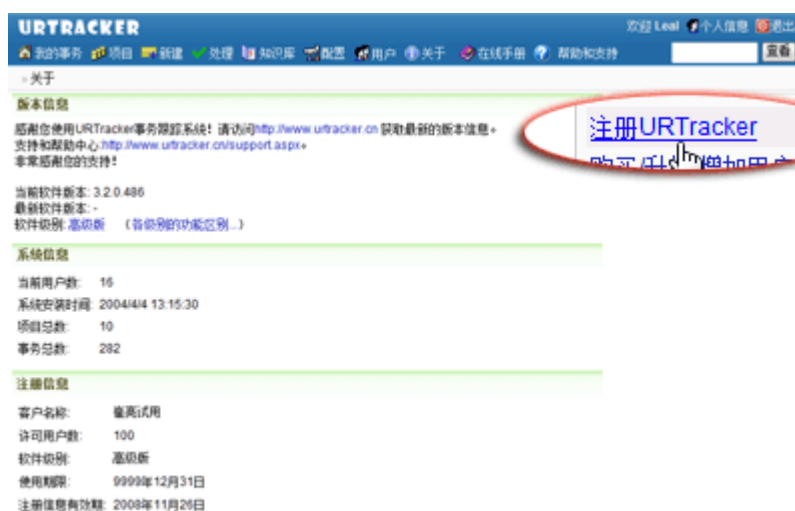 URTRACKER
欢迎 Leal 个人信息 退出
我的事务 项目 新建 处理 知识库 配置 用户 关于 在线手册 帮助和支持 查看
关于
版本信息
感谢您使用URTracker事务跟踪系统！请访问http://www.urtracker.cn 获取最新的版本信息。
支持和帮助中心:http://www.urtracker.cn/support.aspx。
非常感谢您的支持！
当前软件版本: 3.2.0.486
最新软件版本: -
软件级别: 高级版 （各级别的功能区别...）
注册URTracker
购买/升级/增加用户
系统信息
当前用户数: 16
系统安装时间: 2004/4/4 13:15:30
项目总数: 10
事务总数: 282
注册信息
客户名称: 崔亮试用
许可用户数: 100
软件级别: 高级版
使用期限: 9999年12月31日
注册信息有效期: 2008年11月26日